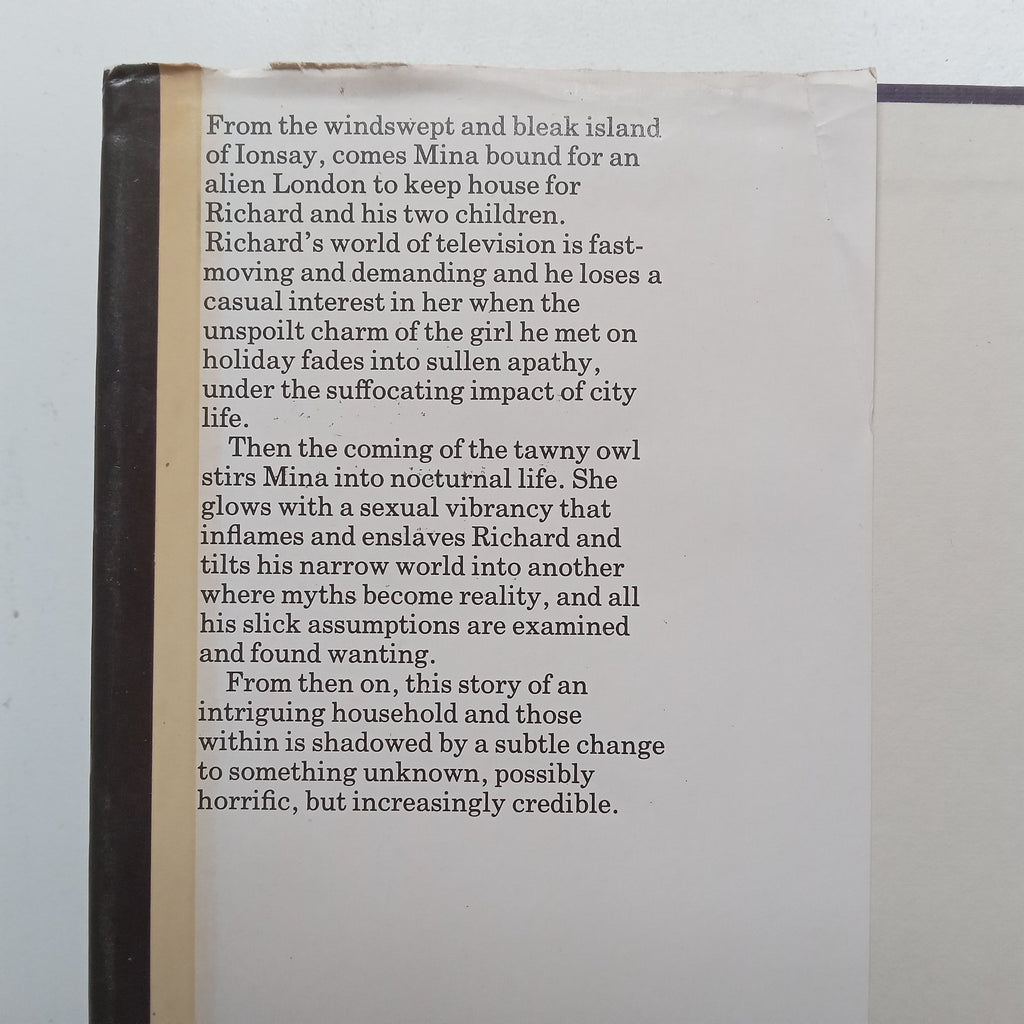 From the windswept and bleak island
of Ionsay, comes Mina bound for an
alien London to keep house for
Richard and his two children.
Richard's world of television is fast-
moving and demanding and he loses a
casual interest in her when the
unspoilt charm of the girl he met on
holiday fades into sullen apathy,
under the suffocating impact of city
life.
Then the coming of the tawny owl
stirs Mina into nocturnal life. She
glows with a sexual vibrancy that
inflames and enslaves Richard and
tilts his narrow world into another
where myths become reality, and all
his slick assumptions are examined
and found wanting.
From then on, this story of an
intriguing household and those
within is shadowed by a subtle change
to something unknown, possibly
horrific, but increasingly credible.